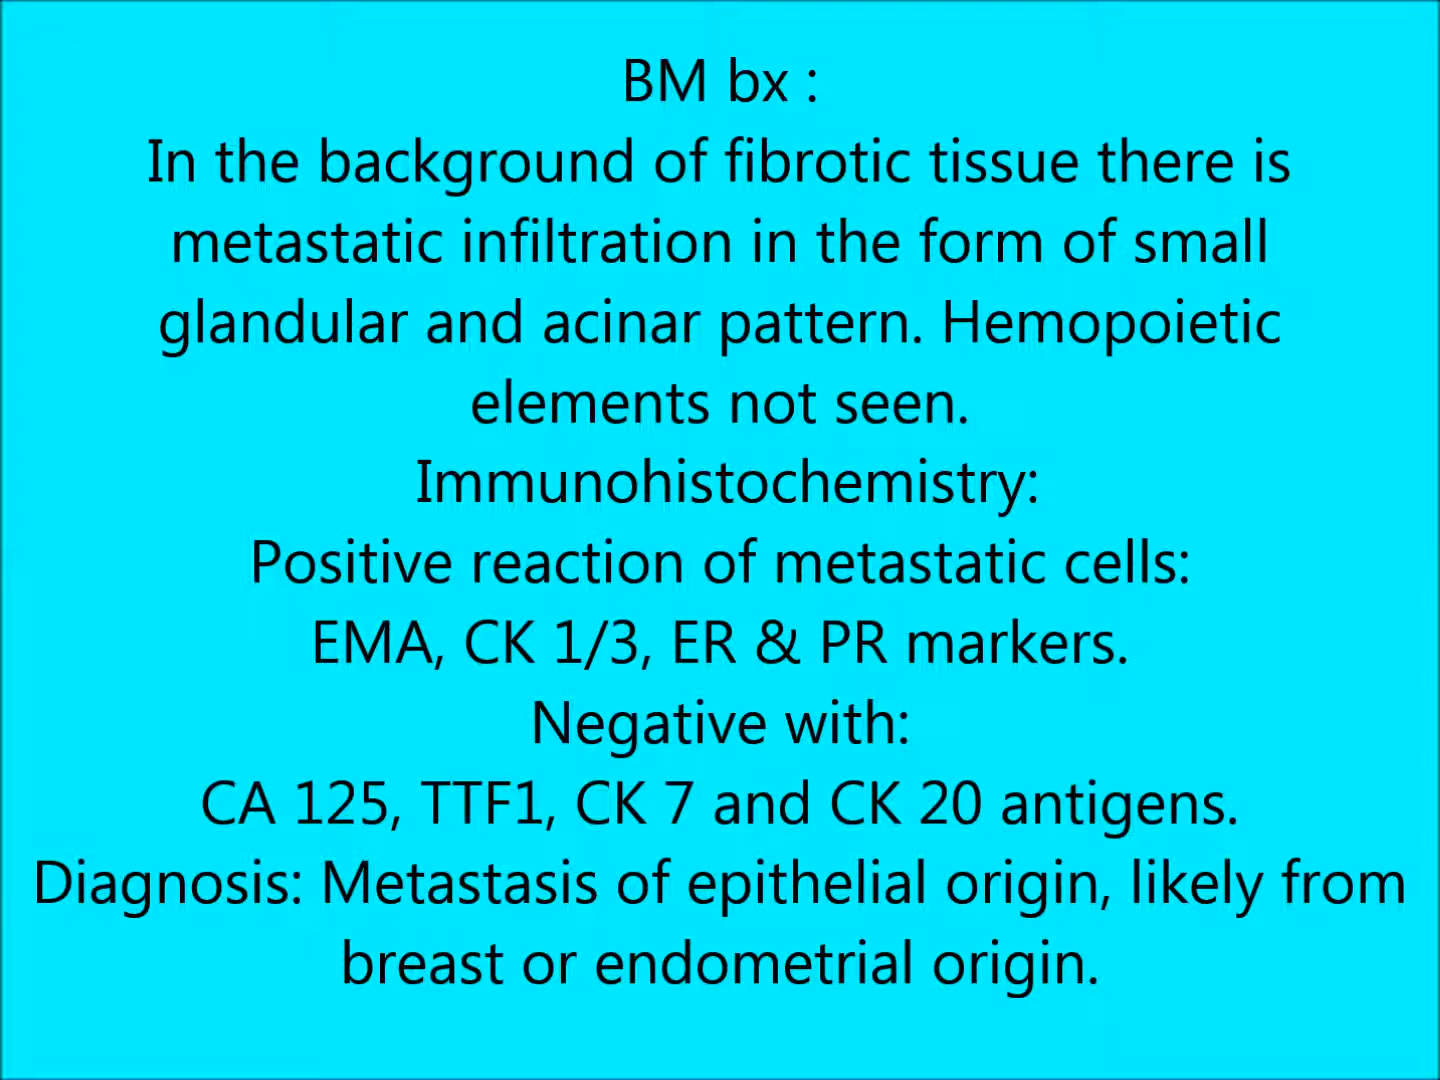 BM bx :
In the background of fibrotic tissue there is
metastatic infiltration in the form of small
glandular and acinar pattern. Hemopoietic
elements not seen.
Immunohistochemistry:
Positive reaction of metastatic cells:
EMA, CK 1/3, ER & PR markers.
Negative with:
CA 125, TTF1, CK 7 and CK 20 antigens.
Diagnosis: Metastasis of epithelial origin, likely from
breast or endometrial origin.